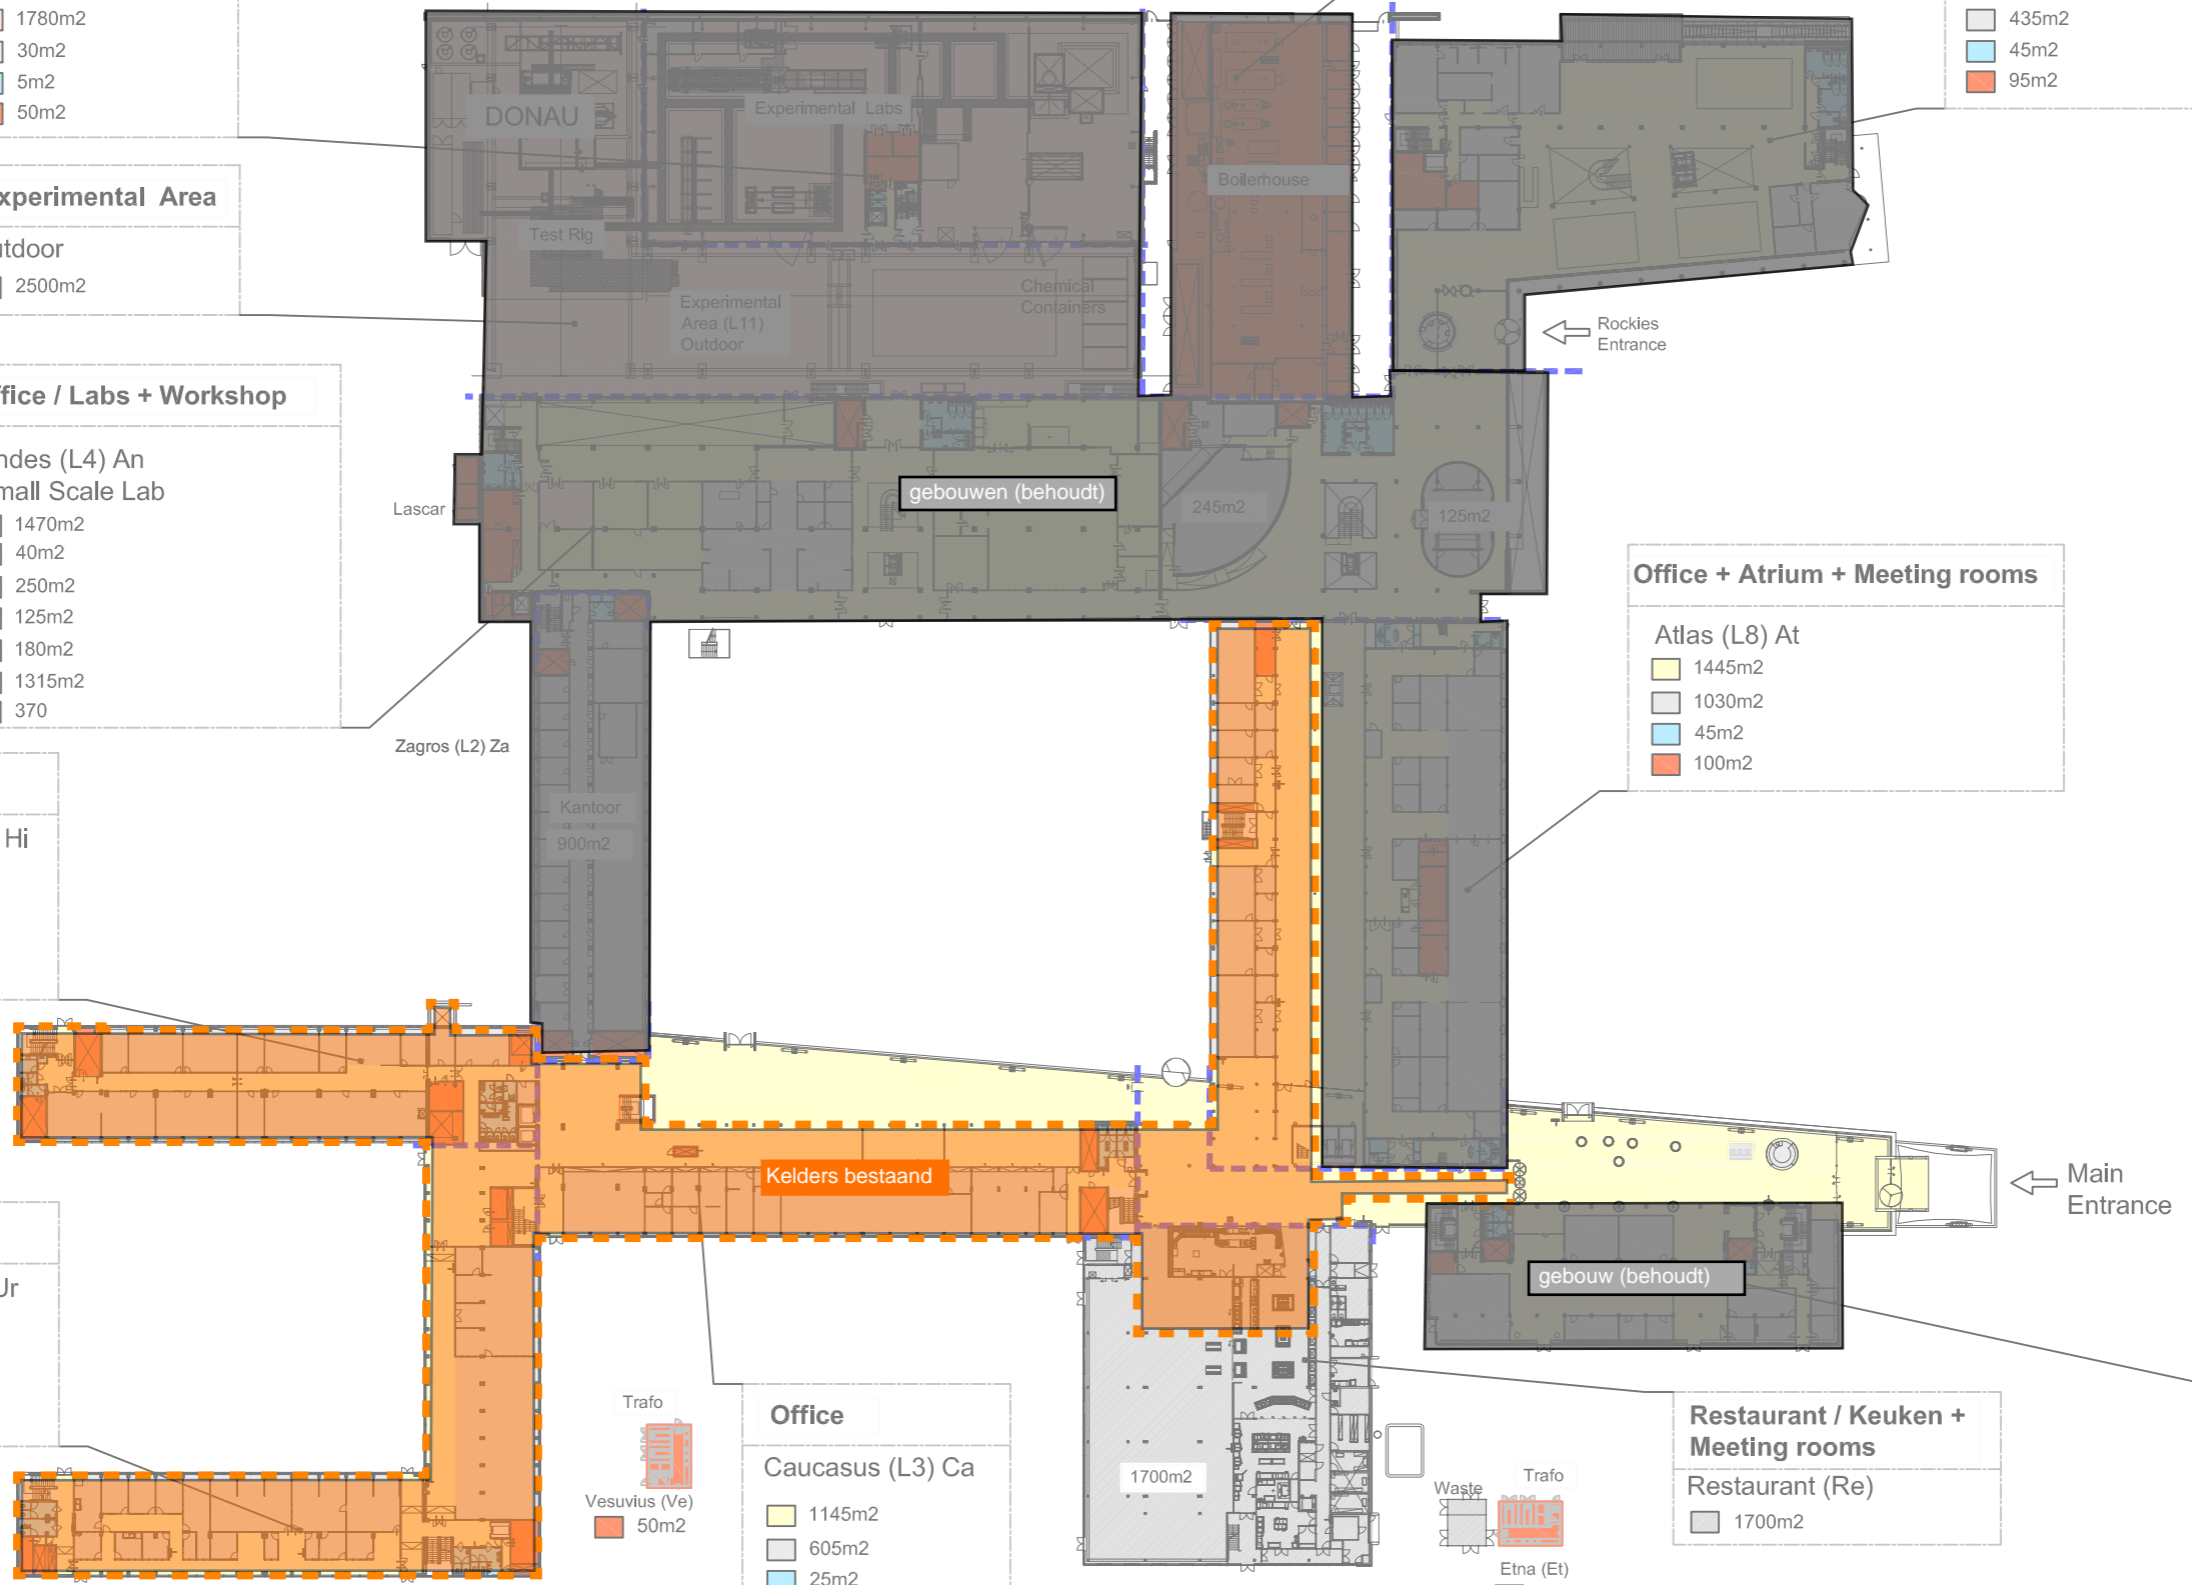 1780m2
30m2
5m2
50m2
xperimental Area
utdoor
2500m2
ffice / Labs + Workshop
ndes (L4) An
mall Scale Lab
1470m2
40m2
250m2
125m2
180m2
1315m2
370
Hi
Ur
DONAU
Experimental Labs
Test Rig
Experimental
Area (L11)
Outdoor
Chemical
Containers
Boilerhouse
435m2
45m2
95m2
Rockies
Entrance
Lascar
gebouwen (behoudt)
245m2
125m2
Zagros (L2) Za
Kantoor
900m2
Office + Atrium + Meeting rooms
Atlas (L8) At
1445m2
1030m2
45m2
100m2
Kelders bestaand
Main
Entrance
gebouw (behoudt)
Trafo
Vesuvius (Ve)
50m2
Office
Caucasus (L3) Ca
1145m2
605m2
25m2
1700m2
Waste
Trafo
Etna (Et)
Restaurant / Keuken +
Meeting rooms
Restaurant (Re)
1700m2